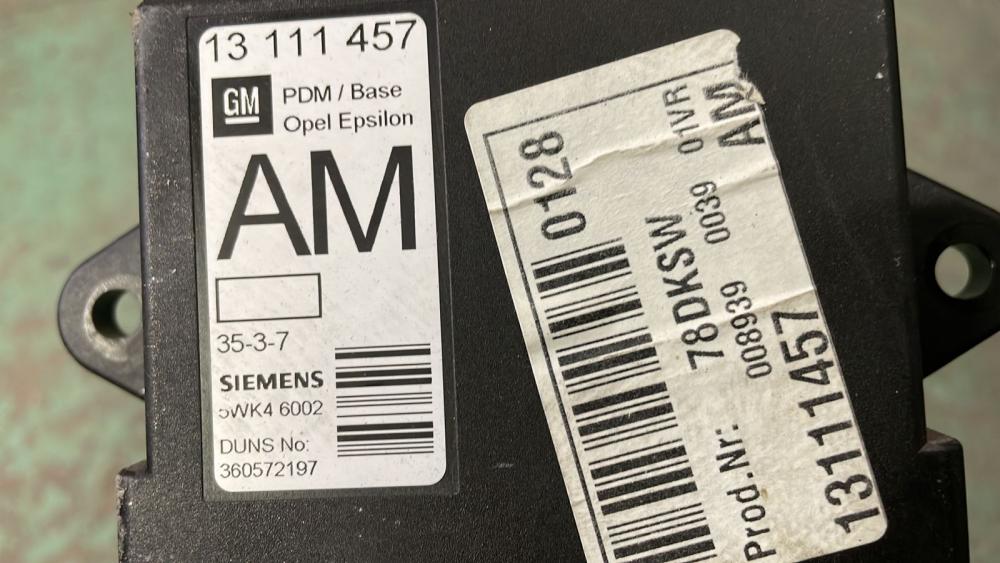 13 111 457
GM
PDM / Base
Opel Epsilon
AM
35-3-7
SIEMENS
5WK4 6002
DUNS No:
360572197
0128
78DKSW
008939 0039 01VR
Prod.Nr:
13111457 AM